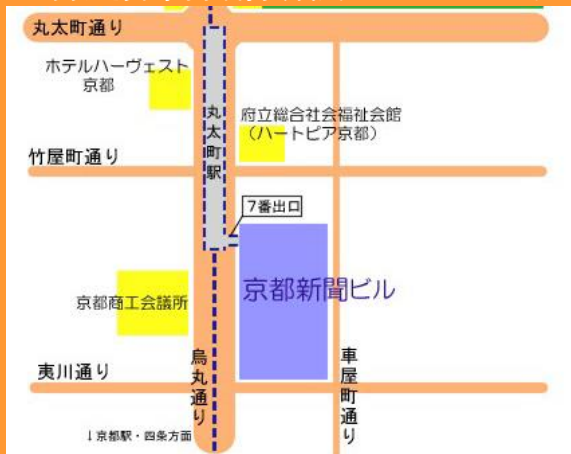 丸太町通り
ホテルハーヴェスト
京都
丸太町駅
府立総合社会福祉会館
（ハートピア京都）
竹屋町通り
7番出口
京都新聞ビル
京都商工会議所
夷川通り
烏丸通り
車屋町通り
↓京都駅・四条方面